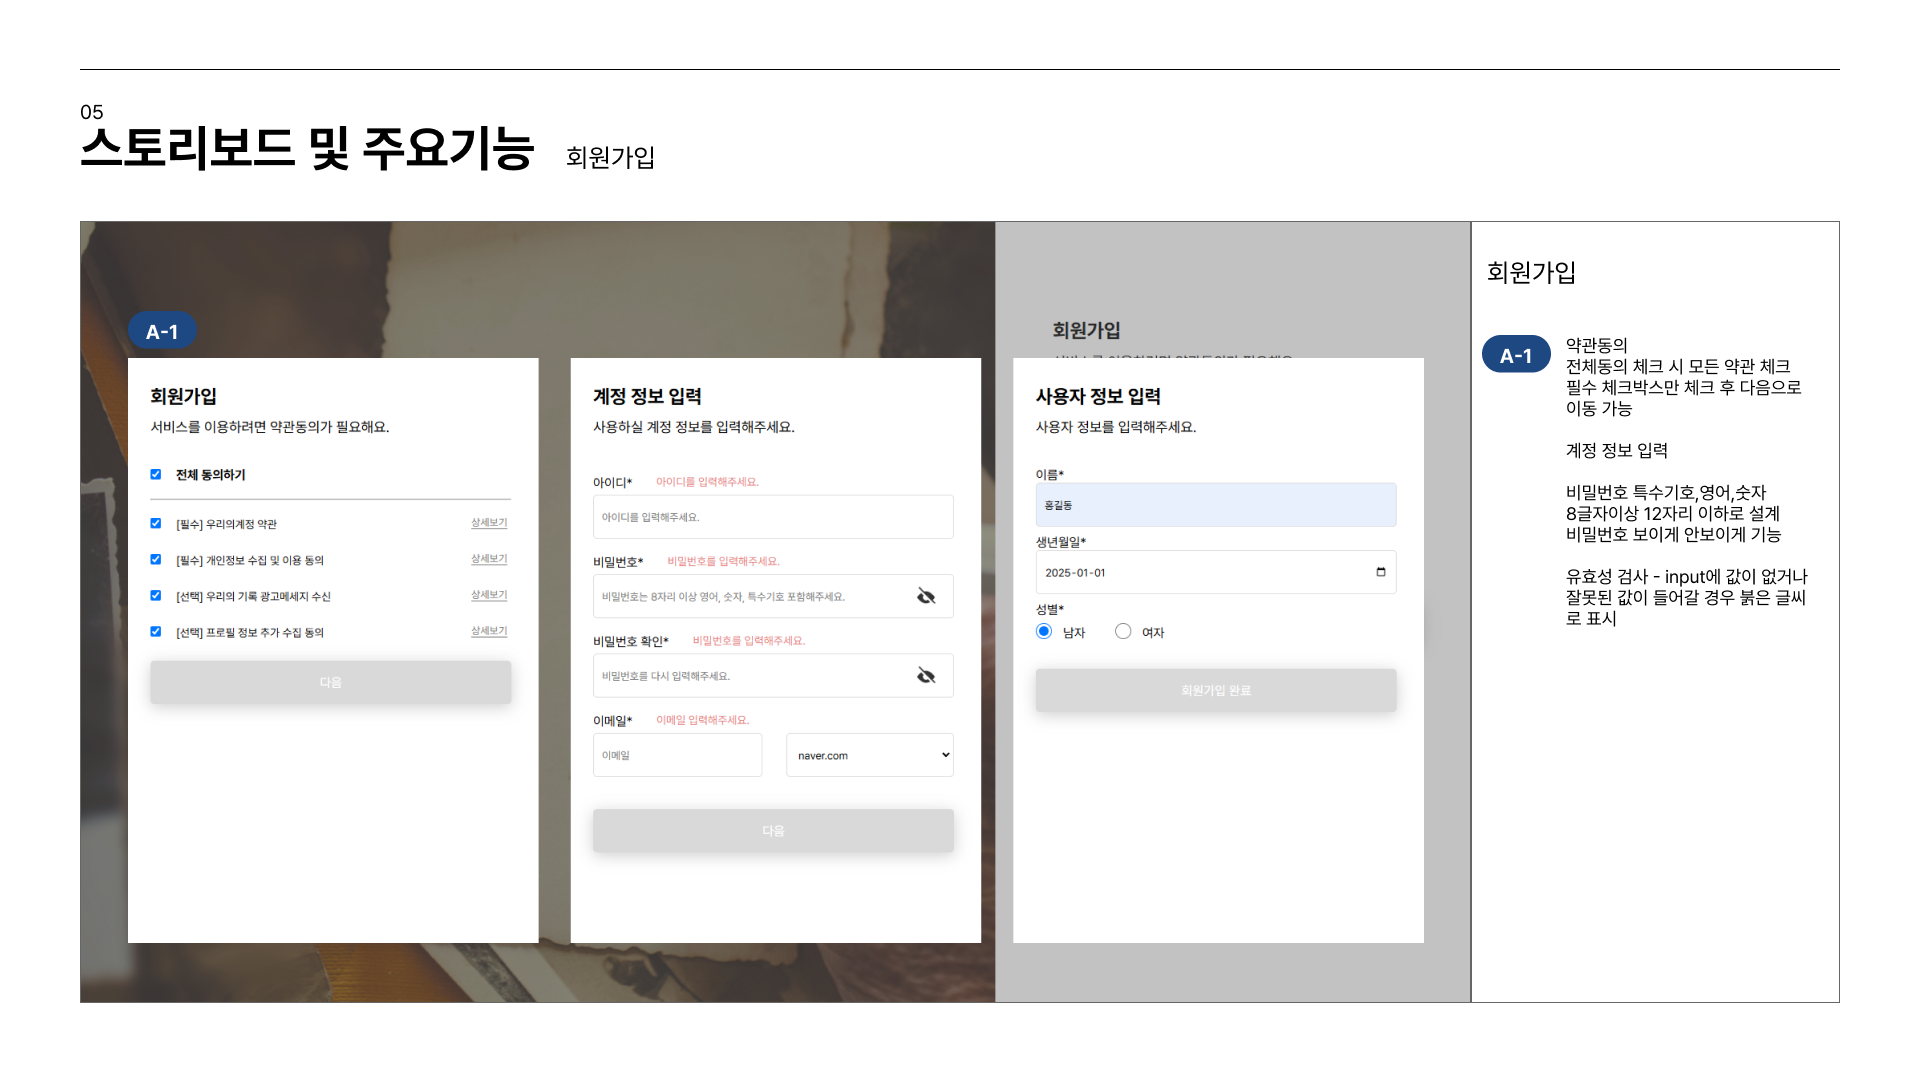 05
스토리보드 및 주요기능 회원가입
A-1
회원가입
서비스를 이용하려면 약관동의가 필요해요.
전체 동의하기
[필수] 우리의계정 약관 상세보기
[필수] 개인정보 수집 및 이용 동의 상세보기
[선택] 우리의 기록 광고메세지 수신 상세보기
[선택] 프로필 정보 추가 수집 동의 상세보기
다음
계정 정보 입력
사용하실 계정 정보를 입력해주세요.
아이디* 아이디를 입력해주세요.
아이디를 입력해주세요.
비밀번호* 비밀번호를 입력해주세요.
비밀번호는 8자리 이상 영어, 숫자, 특수기호 포함해주세요.
비밀번호 확인* 비밀번호를 입력해주세요.
비밀번호를 다시 입력해주세요.
이메일* 이메일 입력해주세요.
이메일 naver.com
다음
회원가입
사용자 정보 입력
사용자 정보를 입력해주세요.
이름*
홍길동
생년월일*
2025-01-01
성별*
남자 여자
회원가입 완료
회원가입
A-1
약관동의
전체동의 체크 시 모든 약관 체크
필수 체크박스만 체크 후 다음으로
이동 가능
계정 정보 입력
비밀번호 특수기호,영어,숫자
8글자이상 12자리 이하로 설계
비밀번호 보이게 안보이게 기능
유효성 검사 - input에 값이 없거나
잘못된 값이 들어갈 경우 붉은 글씨
로 표시